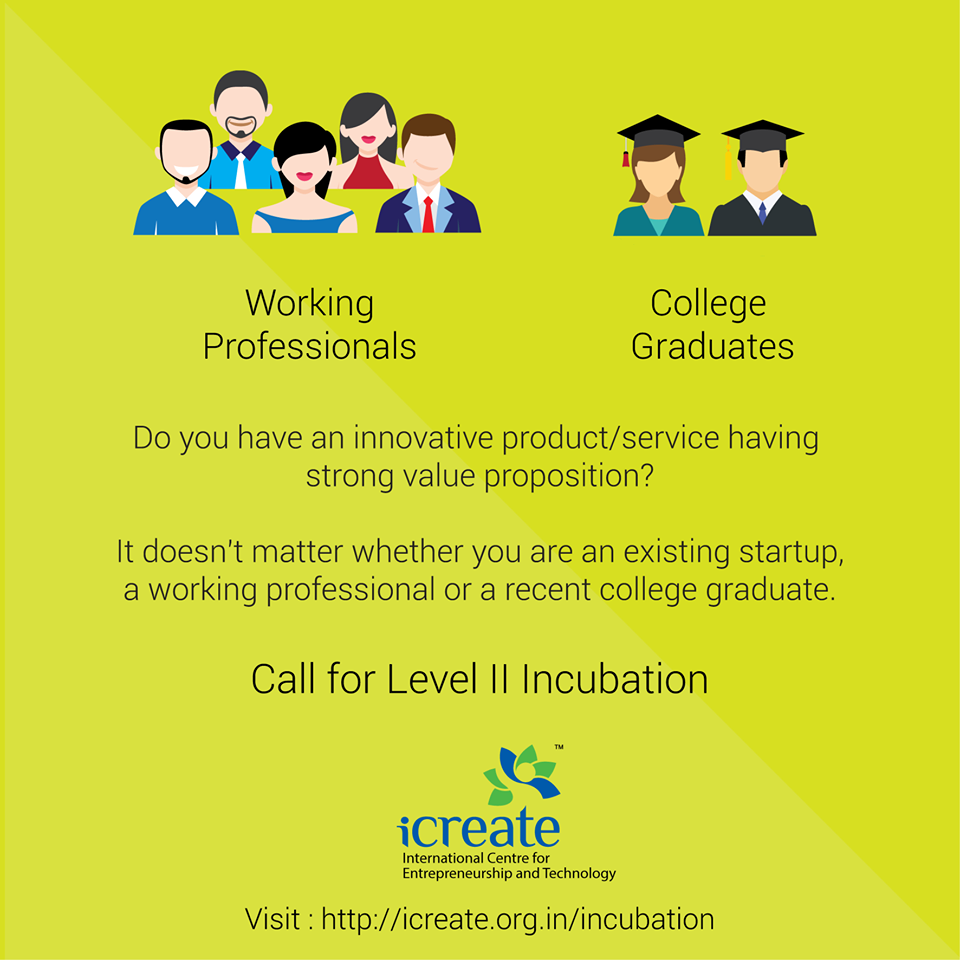 Working
Professionals
College
Graduates
Do you have an innovative product/service having
strong value proposition?
It doesn't matter whether you are an existing startup,
a working professional or a recent college graduate.
Call for Level II Incubation
TM
icreate
International Centre for
Entrepreneurship and Technology
Visit : http://icreate.org.in/incubation